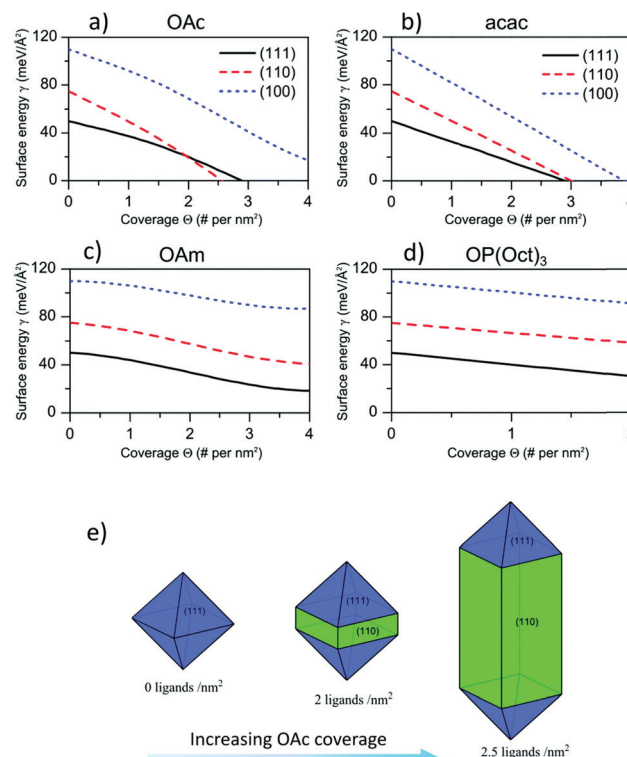 a) OAc
b) acac
Surface energy γ (meV/Å²)
120
80
40
0
(111)
(110)
(100)
0 1 2 3 4
Coverage Θ (# per nm²)
Surface energy γ (meV/Å²)
120
80
40
0
(111)
(110)
(100)
0 1 2 3 4
Coverage Θ (# per nm²)
c) OAm
d) OP(Oct)₃
Surface energy γ (meV/Å²)
120
80
40
0
0 1 2 3 4
Coverage Θ (# per nm²)
Surface energy γ (meV/Å²)
120
80
40
0
0 1
Coverage Θ (# per nm²)
e)
(111)
0 ligands /nm²
(111)
(110)
2 ligands /nm²
(111)
(110)
2.5 ligands /nm²
Increasing OAc coverage